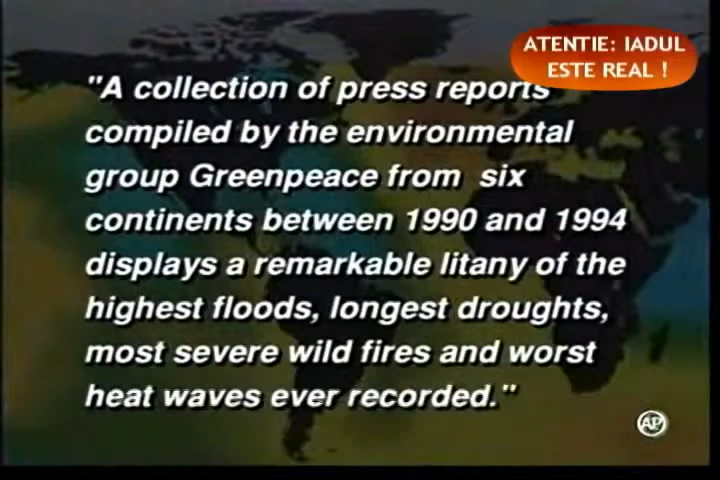 ATENTIE: IADUL
ESTE REAL !
"A collection of press reports
compiled by the environmental
group Greenpeace from six
continents between 1990 and 1994
displays a remarkable litany of the
highest floods, longest droughts,
most severe wild fires and worst
heat waves ever recorded."
AP